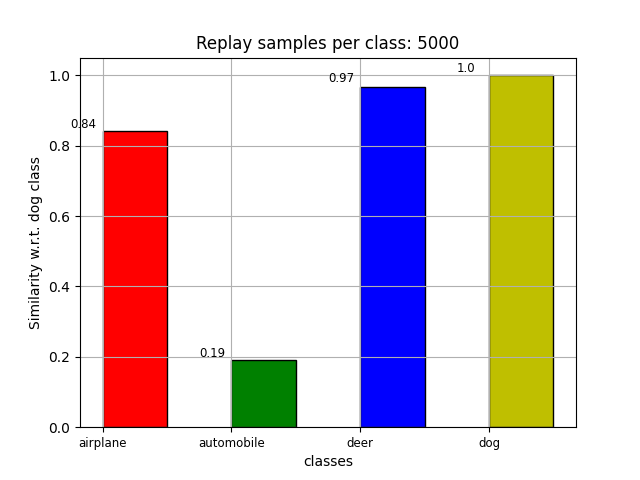 Replay samples per class: 5000
Similarity w.r.t. dog class
1.0
0.8
0.6
0.4
0.2
0.0
0.84
0.19
0.97
1.0
airplane
automobile
deer
dog
classes